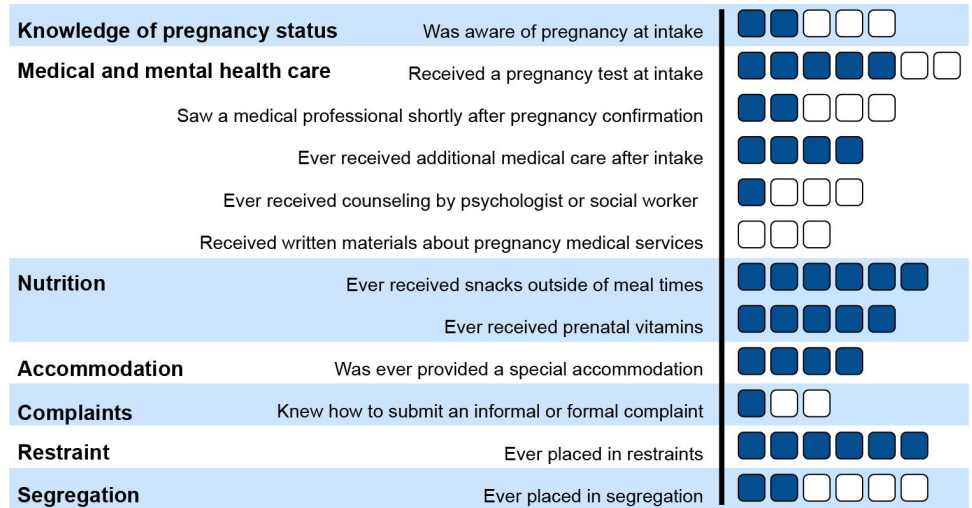 Knowledge of pregnancy status Was aware of pregnancy at intake
Medical and mental health care Received a pregnancy test at intake
Saw a medical professional shortly after pregnancy confirmation
Ever received additional medical care after intake
Ever received counseling by psychologist or social worker
Received written materials about pregnancy medical services
Nutrition Ever received snacks outside of meal times
Ever received prenatal vitamins
Accommodation Was ever provided a special accommodation
Complaints Knew how to submit an informal or formal complaint
Restraint Ever placed in restraints
Segregation Ever placed in segregation